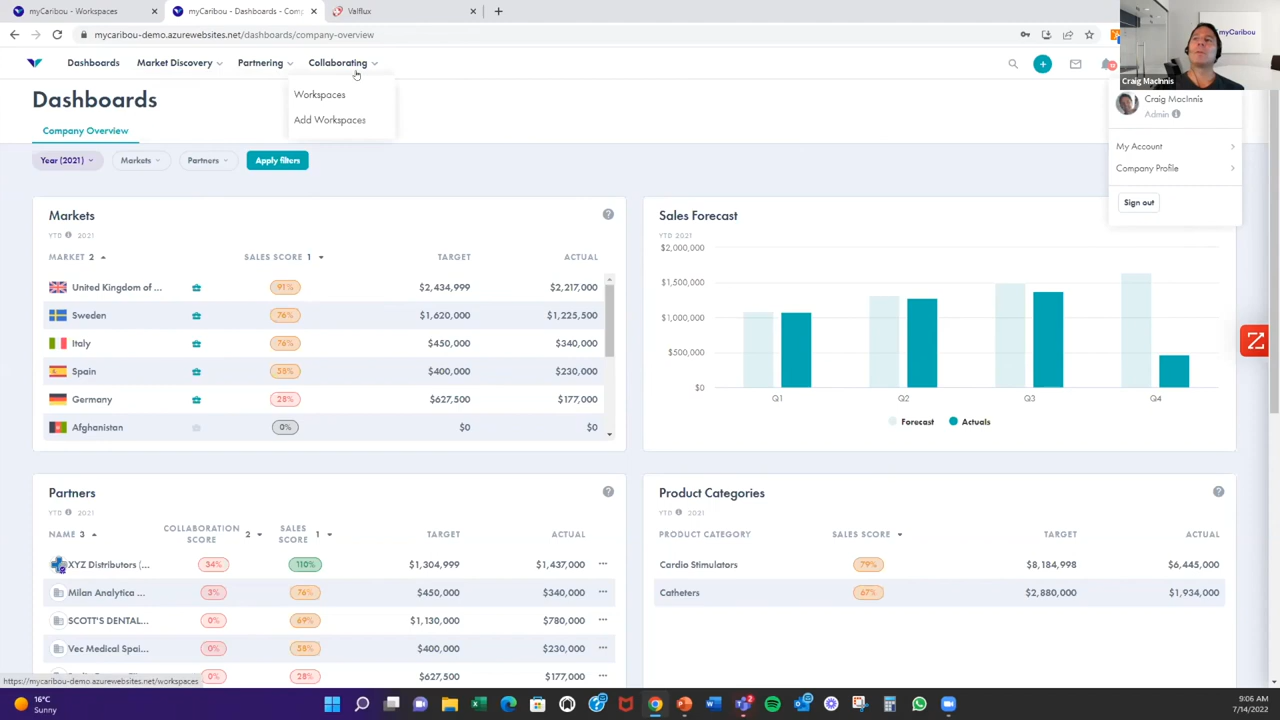 myCaribou - Workspaces
myCaribou - Dashboards - Comp
Valflux
mycaribou-demo.azurewebsites.net/dashboards/company-overview
myCaribou
Craig MacInnis
Dashboards
Market Discovery
Partnering
Collaborating
Workspaces
Add Workspaces
Craig MacInnis
Admin
My Account
Company Profile
Sign out
Dashboards
Company Overview
Year (2021)
Markets
Partners
Apply filters
Markets
YTD 2021
MARKET 2 SALES SCORE 1 TARGET ACTUAL
United Kingdom of ... 91% $2,434,999 $2,217,000
Sweden 76% $1,620,000 $1,225,500
Italy 76% $450,000 $340,000
Spain 58% $400,000 $230,000
Germany 28% $627,500 $177,000
Afghanistan 0% $0 $0
Sales Forecast
YTD 2021
$2,000,000
$1,500,000
$1,000,000
$500,000
$0
Q1 Q2 Q3 Q4
Forecast Actuals
Partners
YTD 2021
NAME 3 COLLABORATION SCORE 2 SALES SCORE 1 TARGET ACTUAL
XYZ Distributors (... 34% 110% $1,304,999 $1,437,000 ...
Milan Analytica ... 3% 76% $450,000 $340,000 ...
SCOTT'S DENTAL... 0% 69% $1,130,000 $780,000 ...
Vec Medical Spai... 0% 58% $400,000 $230,000 ...
0% 28% $627,500 $177,000 ...
Product Categories
YTD 2021
PRODUCT CATEGORY SALES SCORE TARGET ACTUAL
Cardio Stimulators 79% $8,184,998 $6,445,000
Catheters 67% $2,880,000 $1,934,000
https://mycaribou-demo.azurewebsites.net/workspaces
16°C
Sunny
9:06 AM
7/14/2022